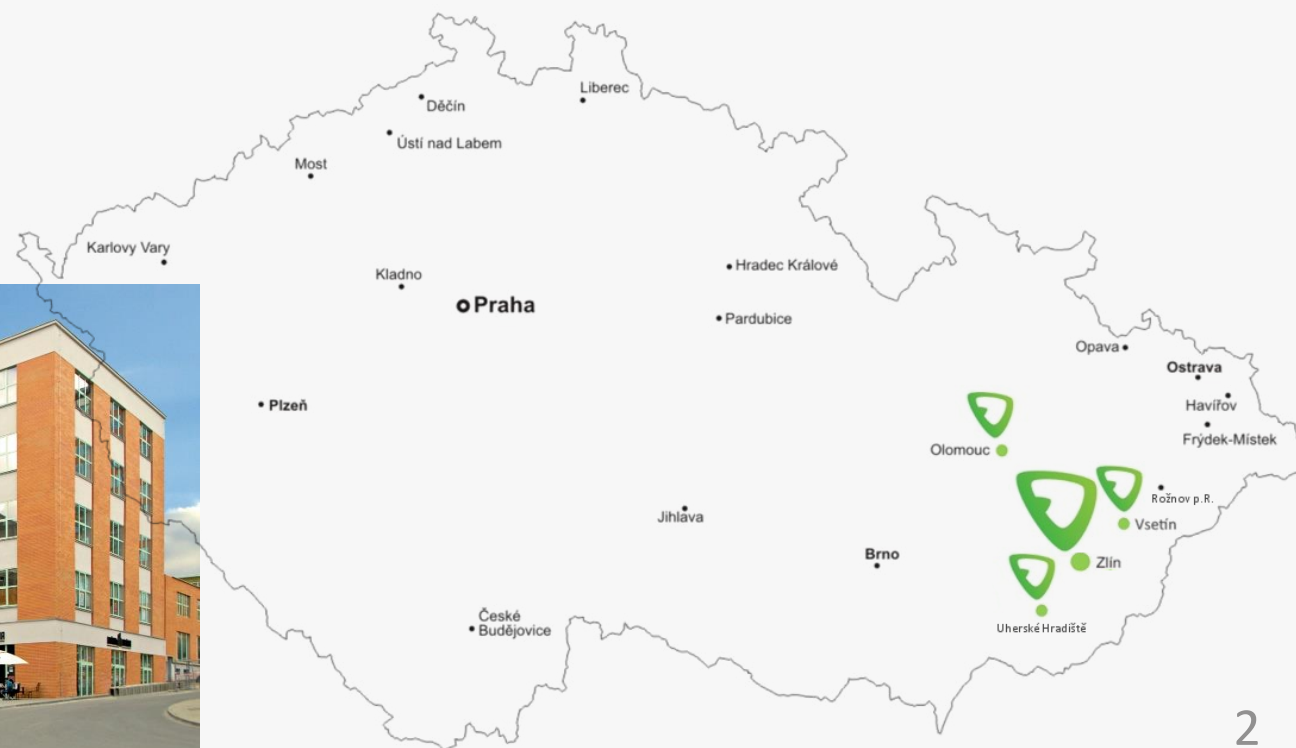 Liberec
Děčín
Ústí nad Labem
Most
Karlovy Vary
Kladno
Hradec Králové
Praha
Pardubice
Opava
Ostrava
Plzeň
Havířov
Frýdek-Místek
Olomouc
Rožnov p.R.
Jihlava
Vsetín
Brno
Zlín
České
Budějovice
Uherské Hradiště
2